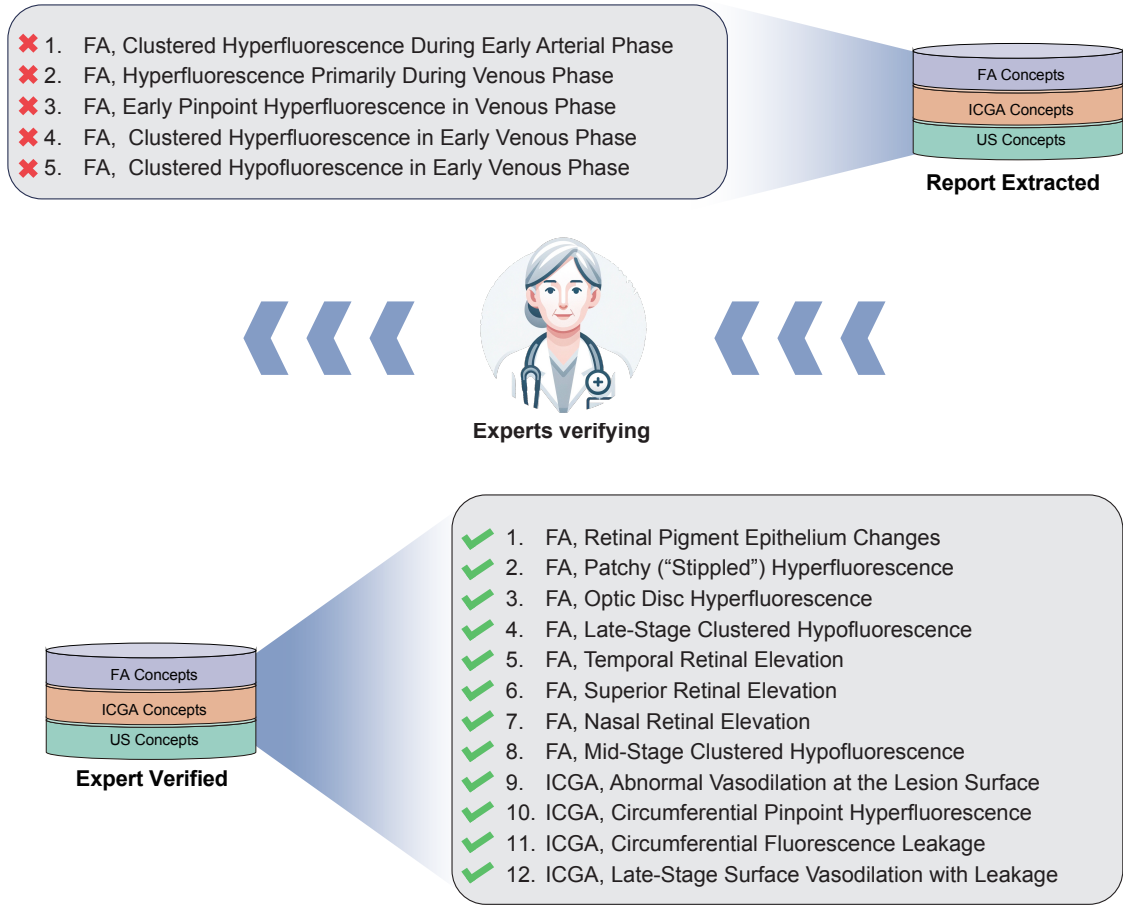 1. FA, Clustered Hyperfluorescence During Early Arterial Phase
2. FA, Hyperfluorescence Primarily During Venous Phase
3. FA, Early Pinpoint Hyperfluorescence in Venous Phase
4. FA, Clustered Hyperfluorescence in Early Venous Phase
5. FA, Clustered Hypofluorescence in Early Venous Phase
FA Concepts
ICGA Concepts
US Concepts
Report Extracted
Experts verifying
FA Concepts
ICGA Concepts
US Concepts
Expert Verified
1. FA, Retinal Pigment Epithelium Changes
2. FA, Patchy (“Stippled”) Hyperfluorescence
3. FA, Optic Disc Hyperfluorescence
4. FA, Late-Stage Clustered Hypofluorescence
5. FA, Temporal Retinal Elevation
6. FA, Superior Retinal Elevation
7. FA, Nasal Retinal Elevation
8. FA, Mid-Stage Clustered Hypofluorescence
9. ICGA, Abnormal Vasodilation at the Lesion Surface
10. ICGA, Circumferential Pinpoint Hyperfluorescence
11. ICGA, Circumferential Fluorescence Leakage
12. ICGA, Late-Stage Surface Vasodilation with Leakage